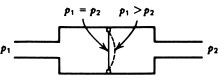 p₁ = p₂
p₁ > p₂
p₁
p₂